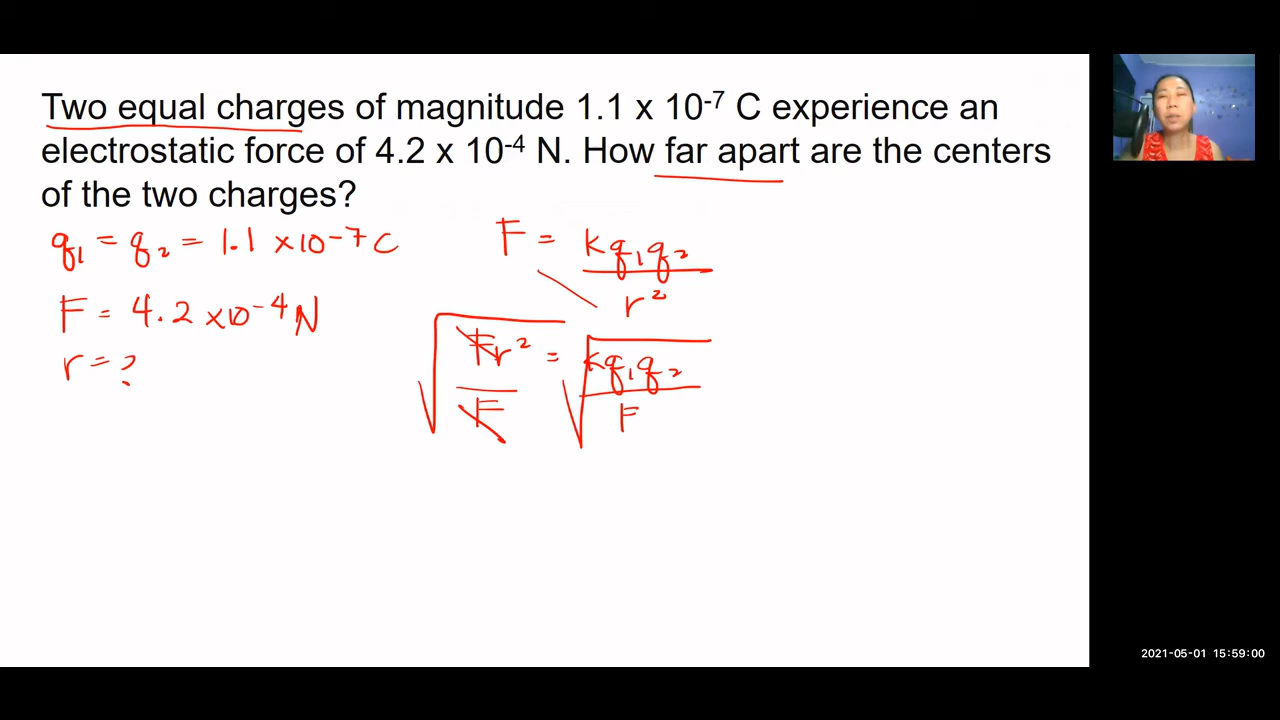 Two equal charges of magnitude 1.1 x 10⁻⁷ C experience an
electrostatic force of 4.2 x 10⁻⁴ N. How far apart are the centers
of the two charges?
q₁ = q₂ = 1.1 x10⁻⁷ C
F = 4.2 x10⁻⁴ N
r = ?
F = kq₁q₂ / r²
√(Fr² / F) = √(kq₁q₂ / F)
2021-05-01 15:59:00